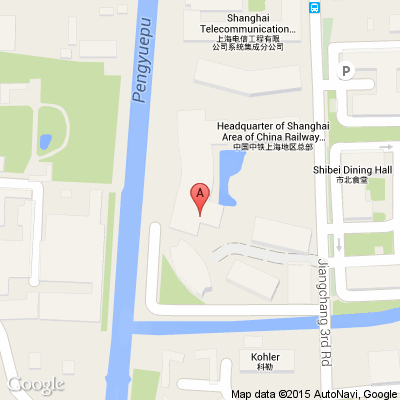 Shanghai
Telecommunication...
上海电信工程有限
公司系统集成分公司
Pengyuepu
P
Headquarter of Shanghai
Area of China Railway...
中国中铁上海地区总部
Shibei Dining Hall
市北食堂
A
Jiangchang 3rd Rd
Kohler
科勒
Google
Google
Map data ©2015 AutoNavi, Google